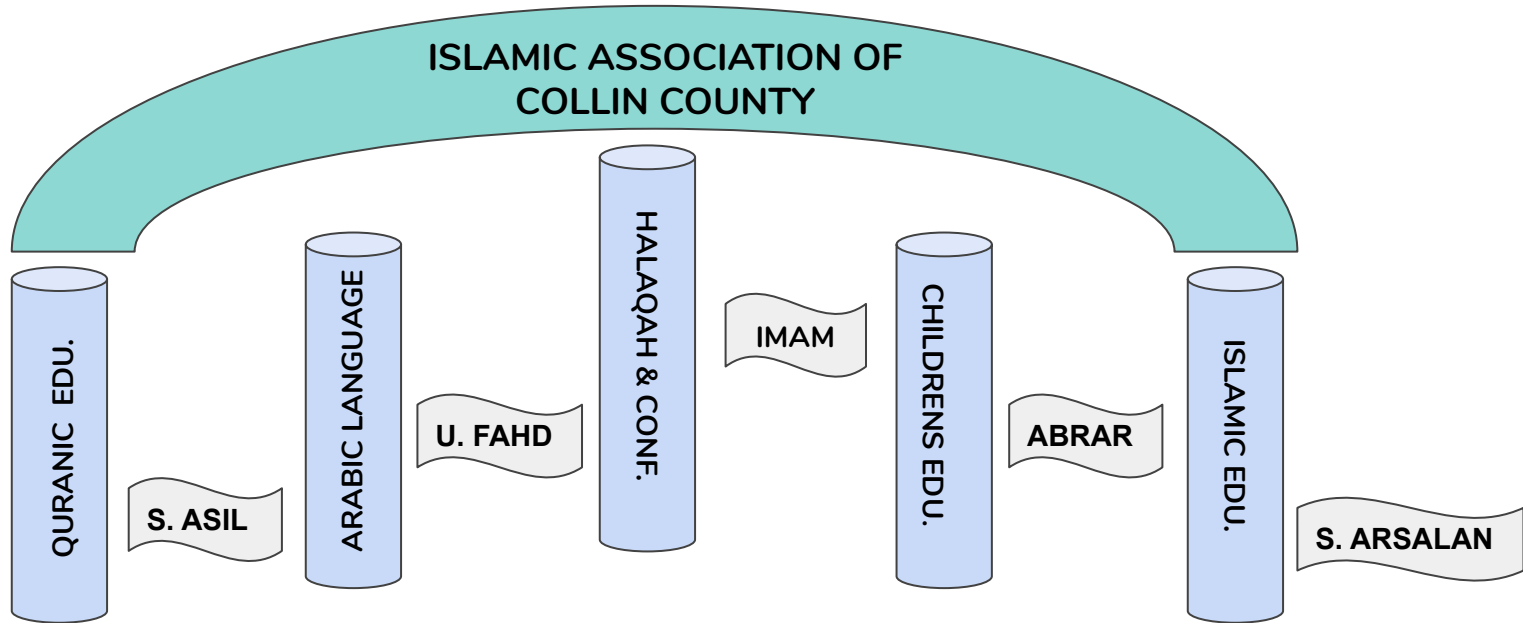 ISLAMIC ASSOCIATION OF
COLLIN COUNTY
QURANIC EDU.
S. ASIL
ARABIC LANGUAGE
U. FAHD
HALAQAH & CONF.
IMAM
CHILDRENS EDU.
ABRAR
ISLAMIC EDU.
S. ARSALAN